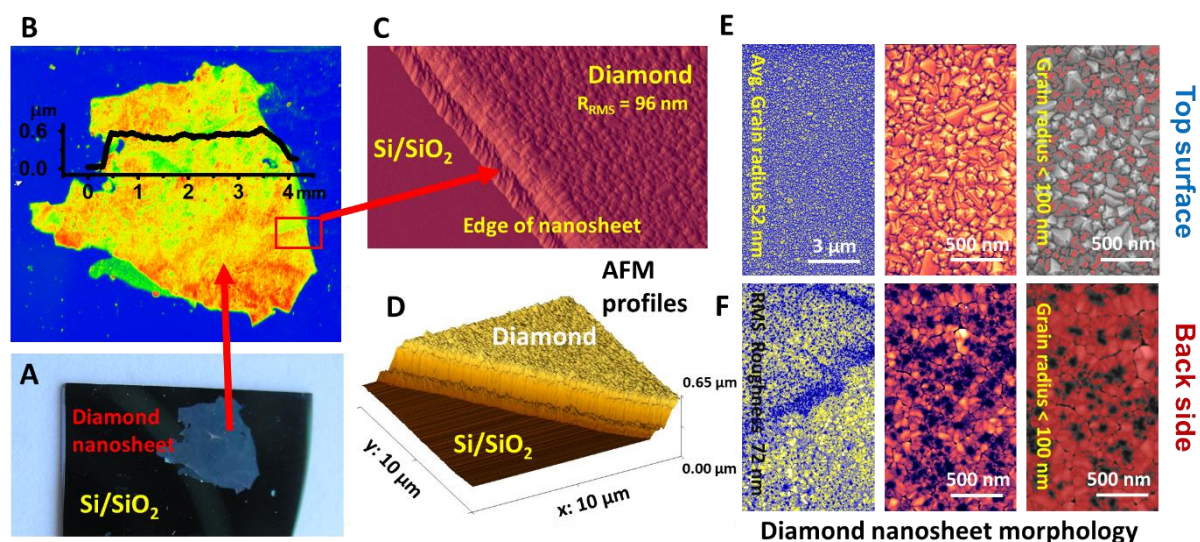 B
μm
0.6
0.0
0 1 2 3 4 mm
A
Diamond
nanosheet
Si/SiO2
C
Diamond
RRMS = 96 nm
Si/SiO2
Edge of nanosheet
D
AFM
profiles
Diamond
Si/SiO2
0.65 μm
0.00 μm
y: 10 μm
x: 10 μm
E
Avg. Grain radius 52 nm
3 μm
500 nm
Grain radius < 100 nm
500 nm
Top surface
F
RMS Roughness 72 nm
500 nm
Grain radius < 100 nm
500 nm
Back side
Diamond nanosheet morphology